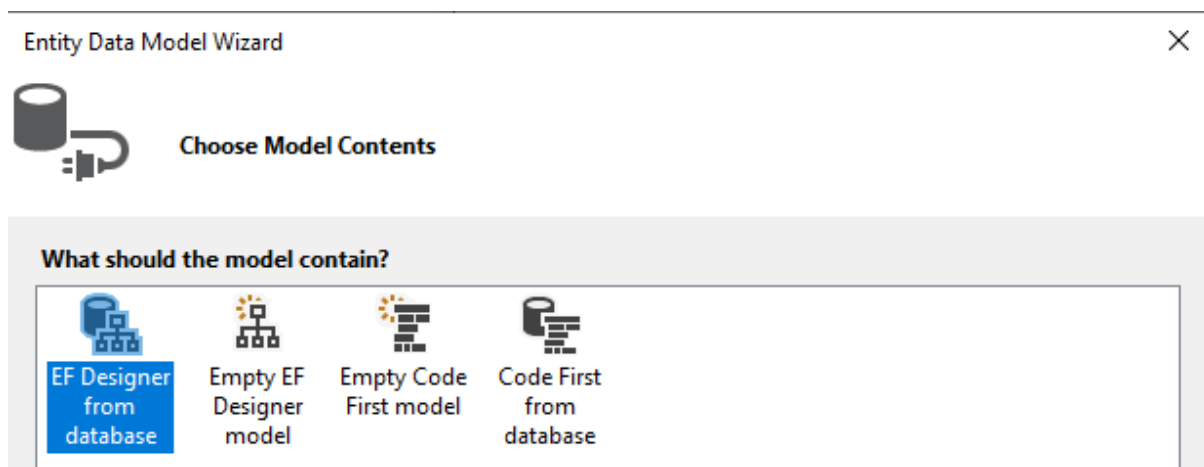 Entity Data Model Wizard
Choose Model Contents
What should the model contain?
EF Designer
from
database
Empty EF
Designer
model
Empty Code
First model
Code First
from
database